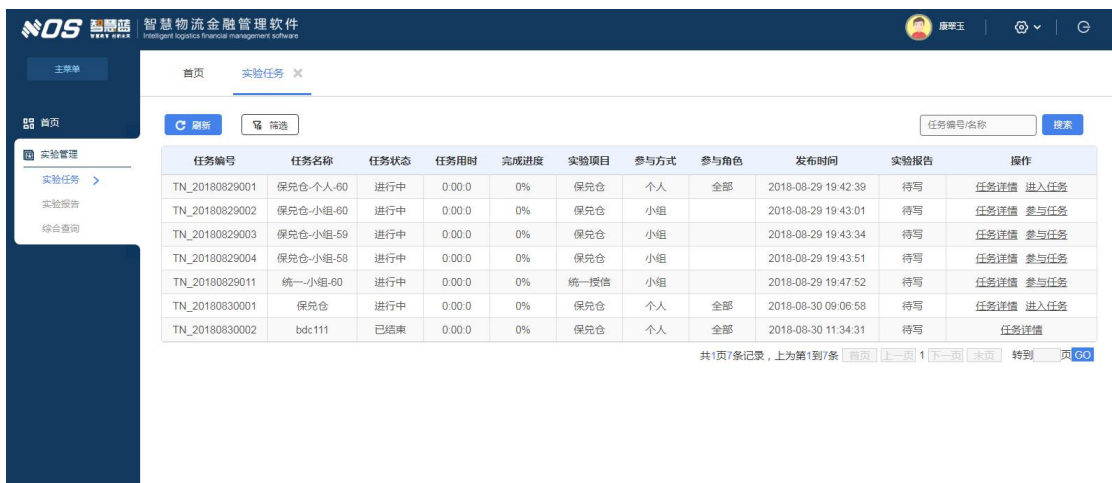 NOS 智慧蓝 智慧物流金融管理软件 康翠玉
Intelligent logistics financial management software
主菜单 首页 实验任务
首页
刷新 筛选 任务编号/名称 搜索
实验管理
实验任务
实验报告
综合查询
任务编号 任务名称 任务状态 任务用时 完成进度 实验项目 参与方式 参与角色 发布时间 实验报告 操作
TN_20180829001 保兑仓-个人-60 进行中 0:00:0 0% 保兑仓 个人 全部 2018-08-29 19:42:39 待写 任务详情 进入任务
TN_20180829002 保兑仓-小组-60 进行中 0:00:0 0% 保兑仓 小组 2018-08-29 19:43:01 待写 任务详情 参与任务
TN_20180829003 保兑仓-小组-59 进行中 0:00:0 0% 保兑仓 小组 2018-08-29 19:43:34 待写 任务详情 参与任务
TN_20180829004 保兑仓-小组-58 进行中 0:00:0 0% 保兑仓 小组 2018-08-29 19:43:51 待写 任务详情 参与任务
TN_20180829011 统一-小组-60 进行中 0:00:0 0% 统一授信 小组 2018-08-29 19:47:52 待写 任务详情 参与任务
TN_20180830001 保兑仓 进行中 0:00:0 0% 保兑仓 个人 全部 2018-08-30 09:06:58 待写 任务详情 进入任务
TN_20180830002 bdc111 已结束 0:00:0 0% 保兑仓 个人 全部 2018-08-30 11:34:31 待写 任务详情
共1页7条记录，上为第1到7条 首页 上一页 1 下一页 末页 转到 页 GO